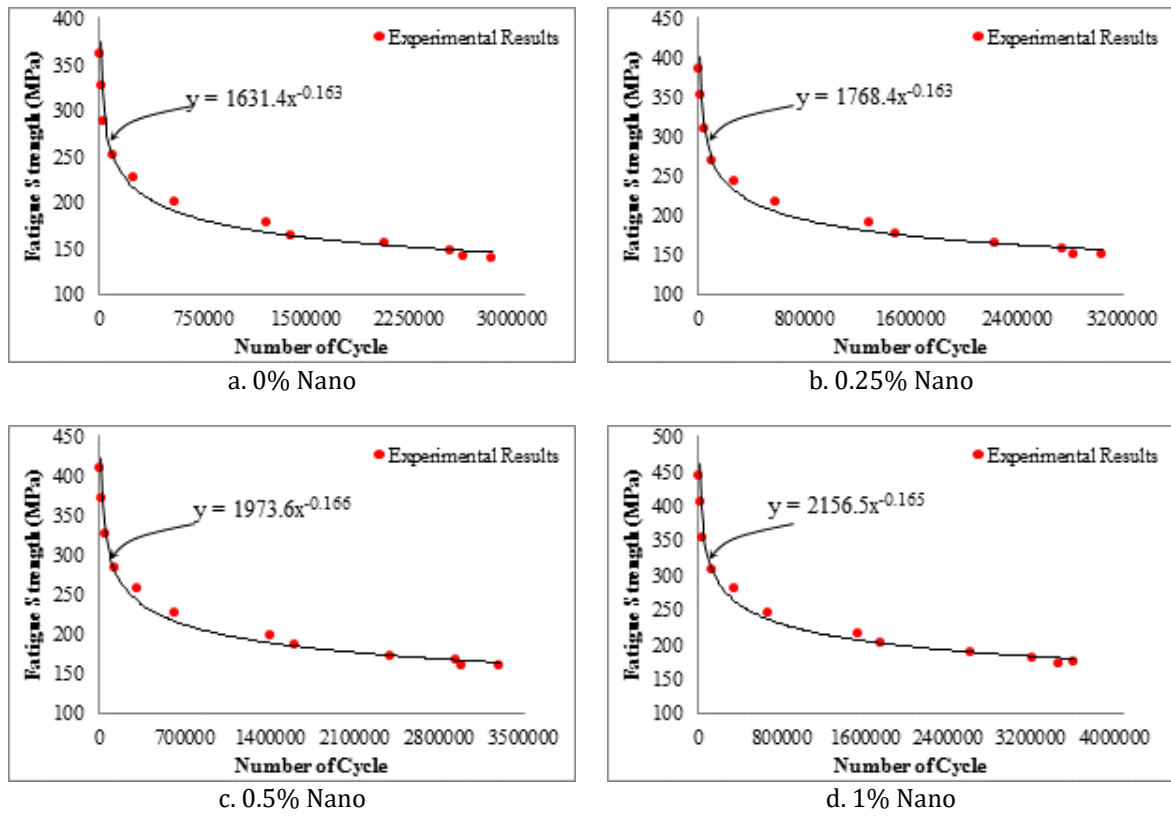 400
350
300
250
200
150
100
Fatigue Strength (MPa)
Experimental Results
y = 1631.4x^-0.163
0 750000 1500000 2250000 3000000
Number of Cycle
a. 0% Nano
450
400
350
300
250
200
150
100
Fatigue Strength (MPa)
Experimental Results
y = 1768.4x^-0.163
0 800000 1600000 2400000 3200000
Number of Cycle
b. 0.25% Nano
450
400
350
300
250
200
150
100
Fatigue Strength (MPa)
Experimental Results
y = 1973.6x^-0.166
0 700000 1400000 2100000 2800000 3500000
Number of Cycle
c. 0.5% Nano
500
450
400
350
300
250
200
150
100
Fatigue Strength (MPa)
Experimental Results
y = 2156.5x^-0.165
0 800000 1600000 2400000 3200000 4000000
Number of Cycle
d. 1% Nano